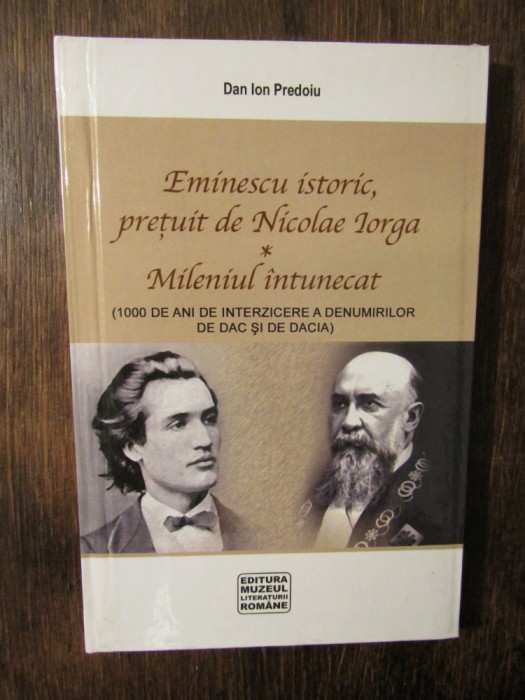 Dan Ion Predoiu
Eminescu istoric,
prețuit de Nicolae Iorga
*
Mileniul întunecat
(1000 DE ANI DE INTERZICERE A DENUMIRILOR
DE DAC ŞI DE DACIA)
EDITURA
MUZEUL
LITERATURII
ROMÂNE